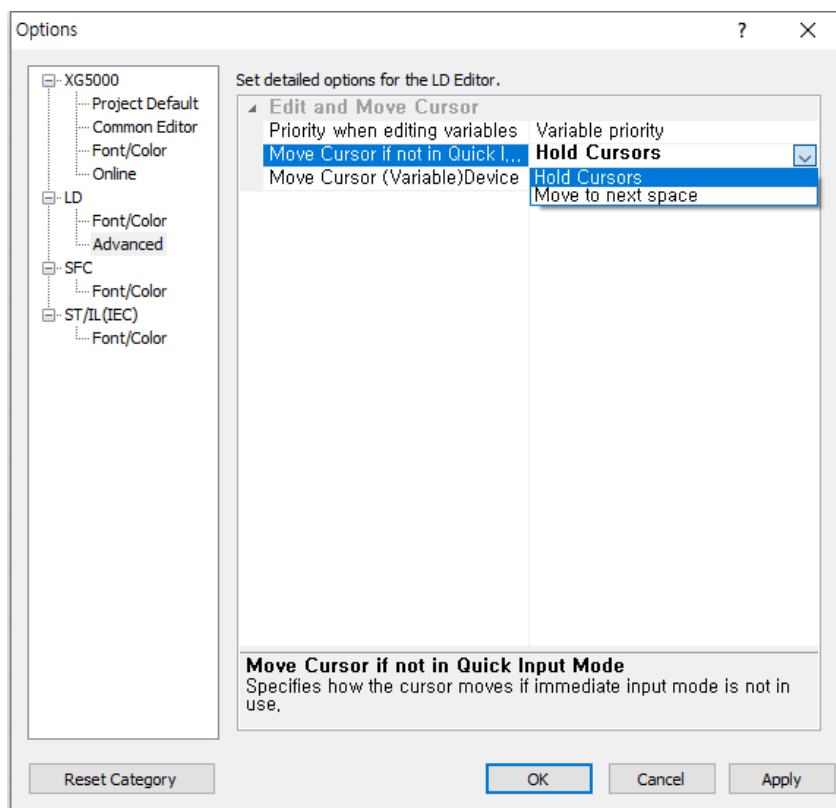 Options
?
XG5000
Project Default
Common Editor
Font/Color
Online
LD
Font/Color
Advanced
SFC
Font/Color
ST/IL(IEC)
Font/Color
Set detailed options for the LD Editor.
Edit and Move Cursor
Priority when editing variables Variable priority
Move Cursor if not in Quick I,,, Hold Cursors
Move Cursor (Variable)Device Hold Cursors
Move to next space
Move Cursor if not in Quick Input Mode
Specifies how the cursor moves if immediate input mode is not in
use,
Reset Category OK Cancel Apply